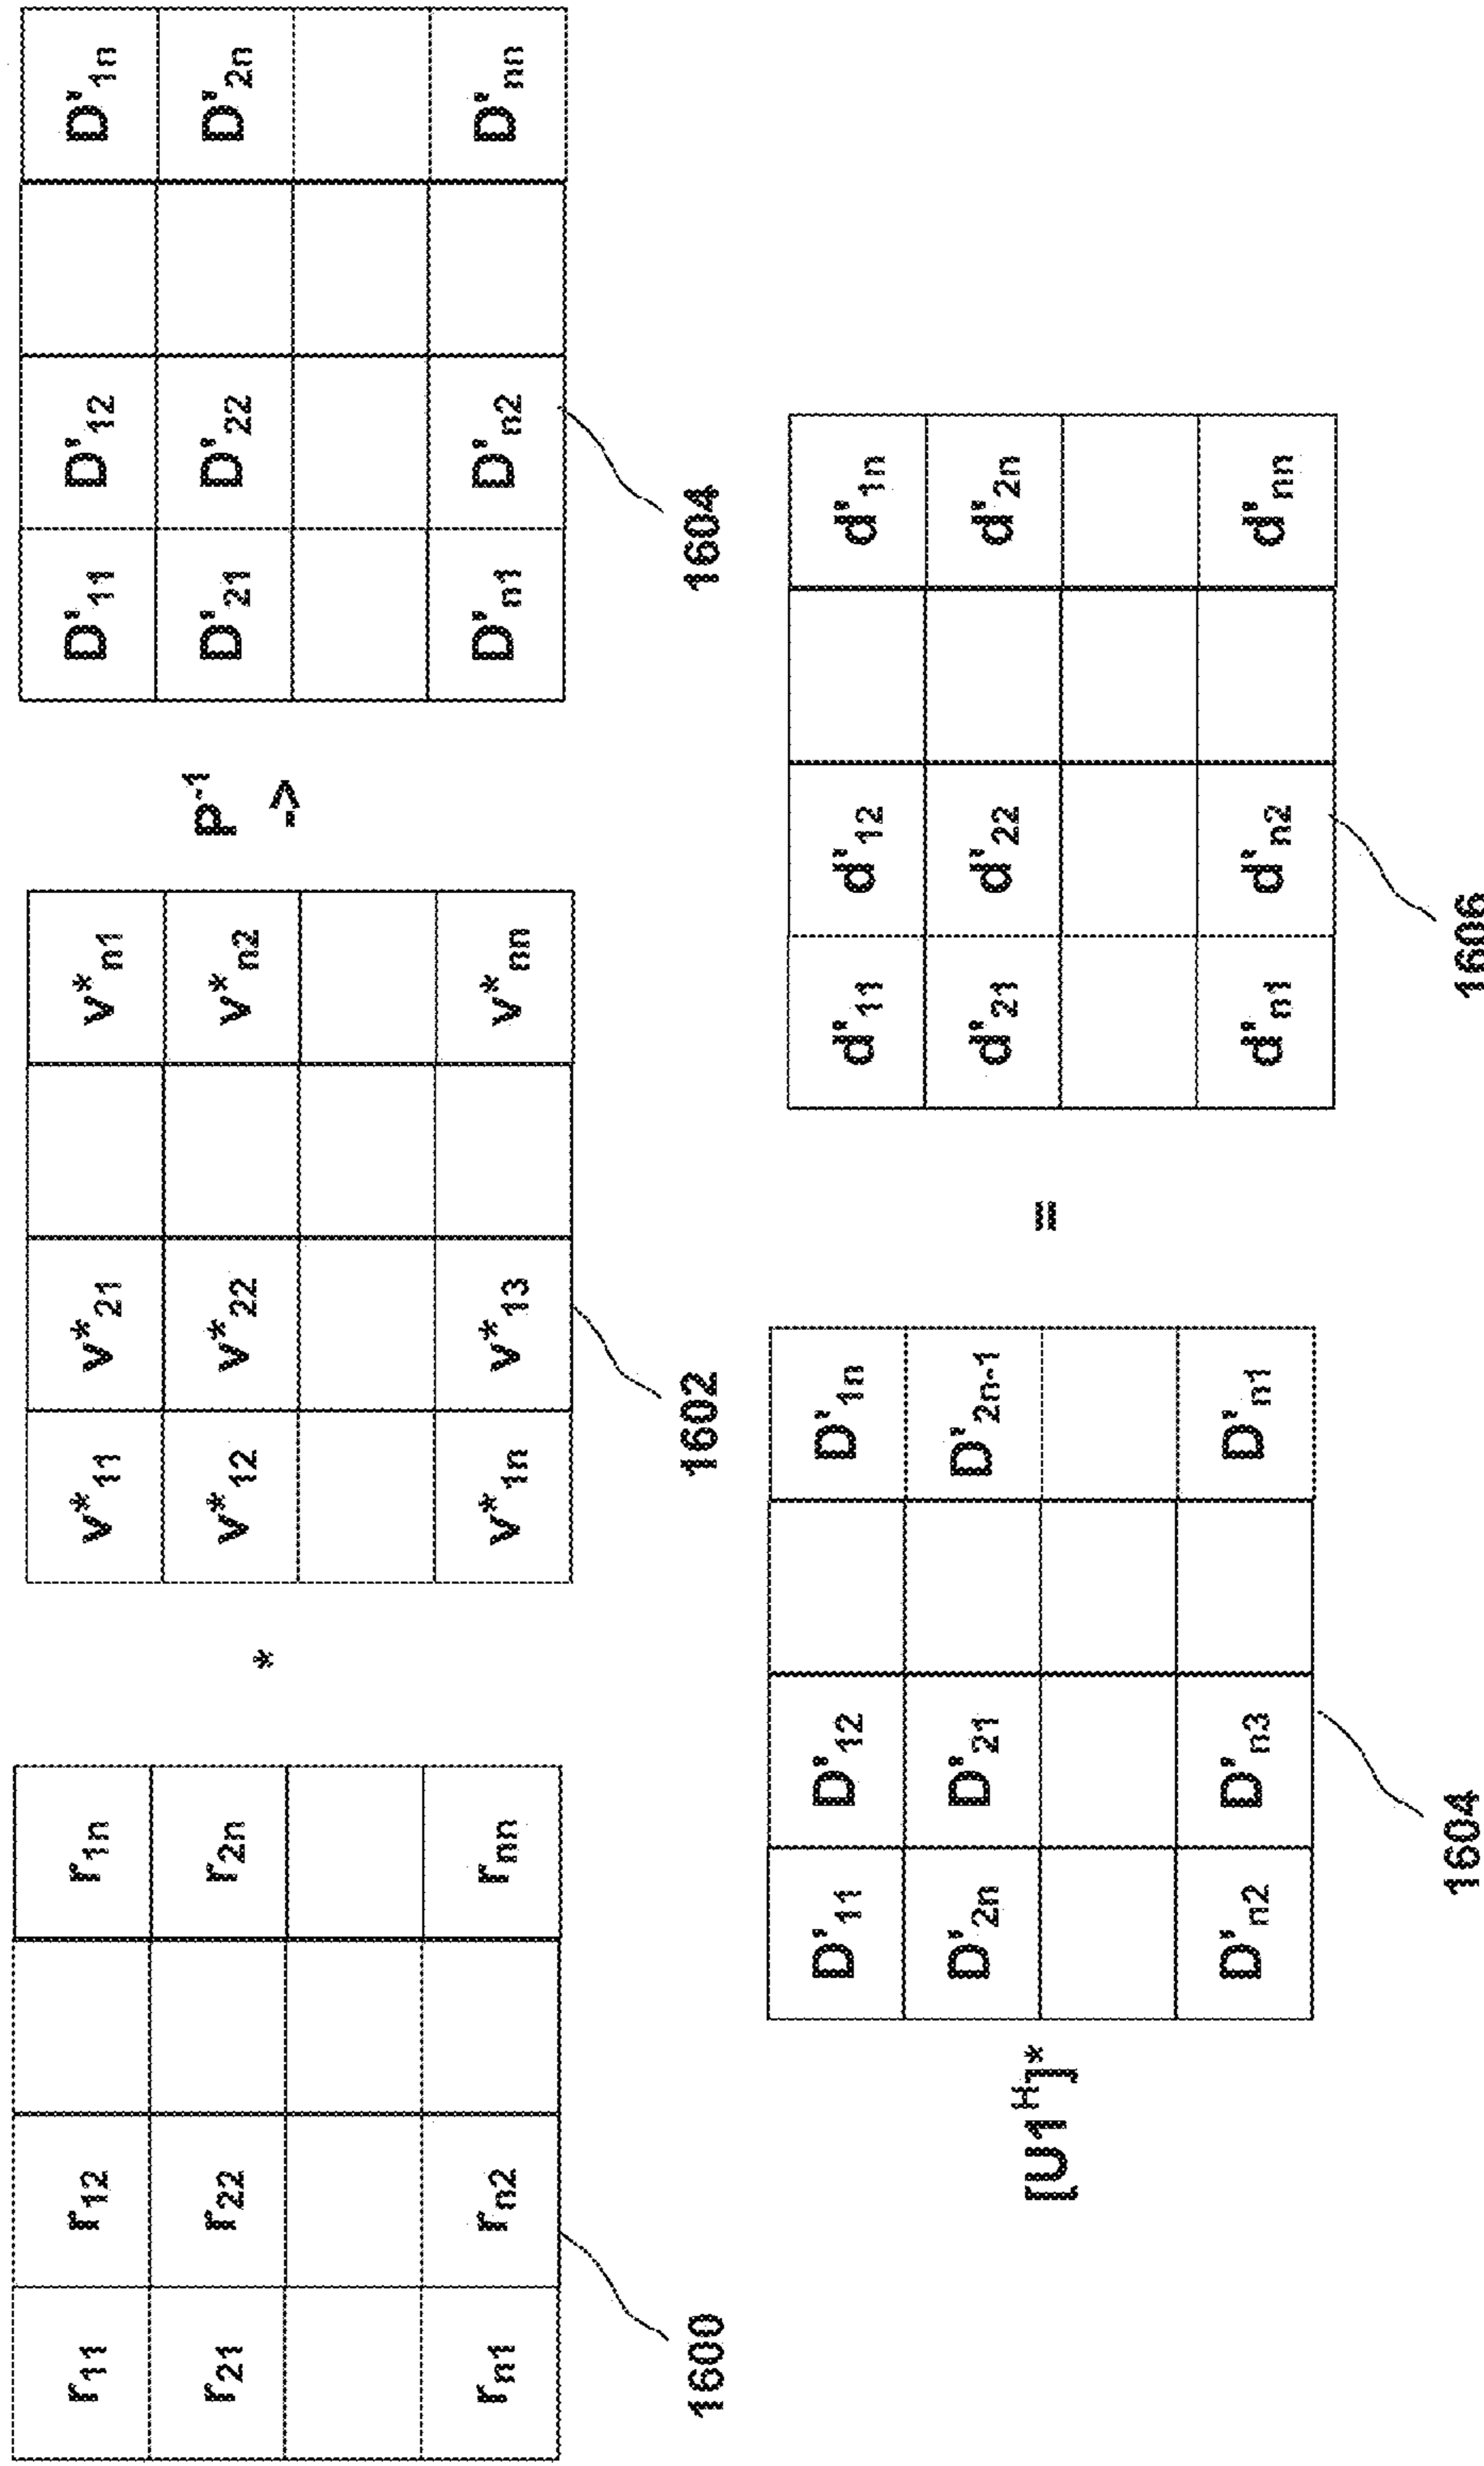 r11 r12 r1n
r21 r22 r2n
rn1 rn2 rnn
1600
*
v*11 v*21 v*n1
v*12 v*22 v*n2
v*1n v*13 v*nn
1602
P-1
->
D'11 D'12 D'1n
D'21 D'22 D'2n
D'n1 D'n2 D'nn
1604
[U1H]*
D'11 D'12 D'1n
D'2n D'21 D'2n-1
D'n2 D'n3 D'n1
1604
=
d'11 d'12 d'1n
d'21 d'22 d'2n
d'n1 d'n2 d'nn
1606